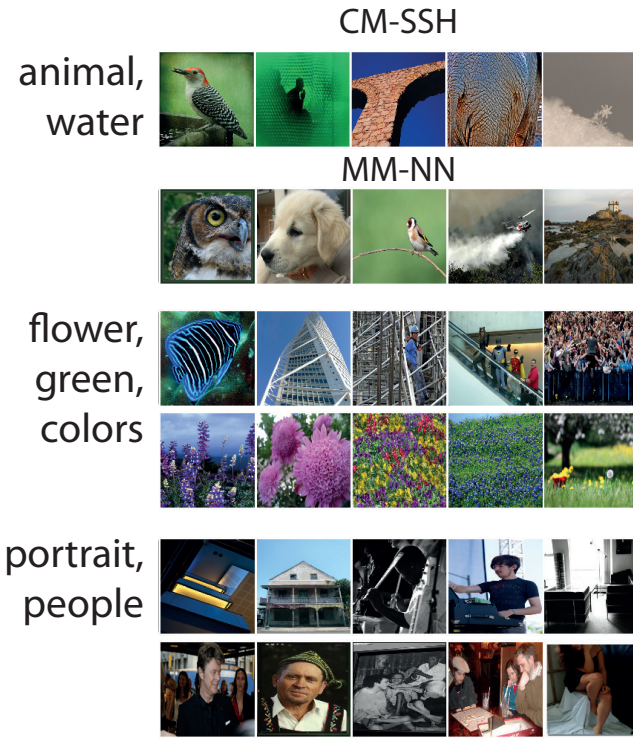 CM-SSH
animal,
water
MM-NN
flower,
green,
colors
portrait,
people